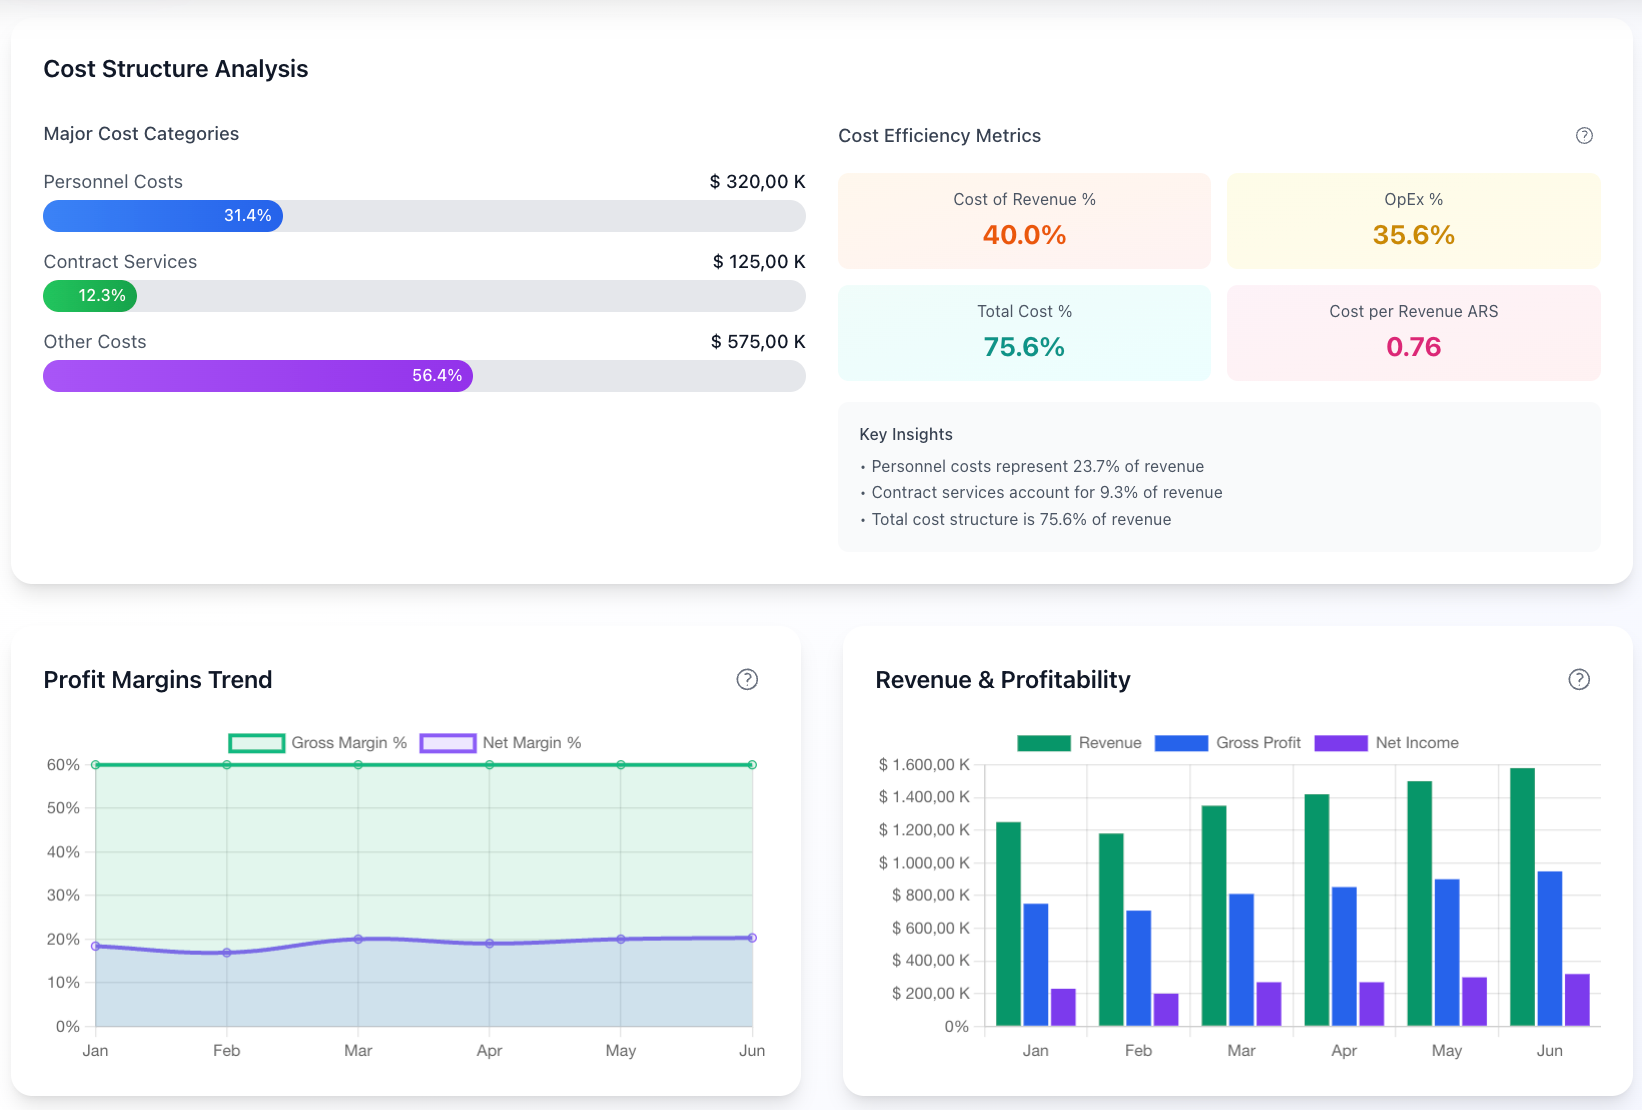 Cost Structure Analysis
Major Cost Categories
Personnel Costs $ 320,00 K
31.4%
Contract Services $ 125,00 K
12.3%
Other Costs $ 575,00 K
56.4%
Cost Efficiency Metrics ?
Cost of Revenue %
40.0%
OpEx %
35.6%
Total Cost %
75.6%
Cost per Revenue ARS
0.76
Key Insights
• Personnel costs represent 23.7% of revenue
• Contract services account for 9.3% of revenue
• Total cost structure is 75.6% of revenue
Profit Margins Trend ?
Gross Margin % Net Margin %
60%
50%
40%
30%
20%
10%
0%
Jan Feb Mar Apr May Jun
Revenue & Profitability ?
Revenue Gross Profit Net Income
$ 1.600,00 K
$ 1.400,00 K
$ 1.200,00 K
$ 1.000,00 K
$ 800,00 K
$ 600,00 K
$ 400,00 K
$ 200,00 K
0%
Jan Feb Mar Apr May Jun